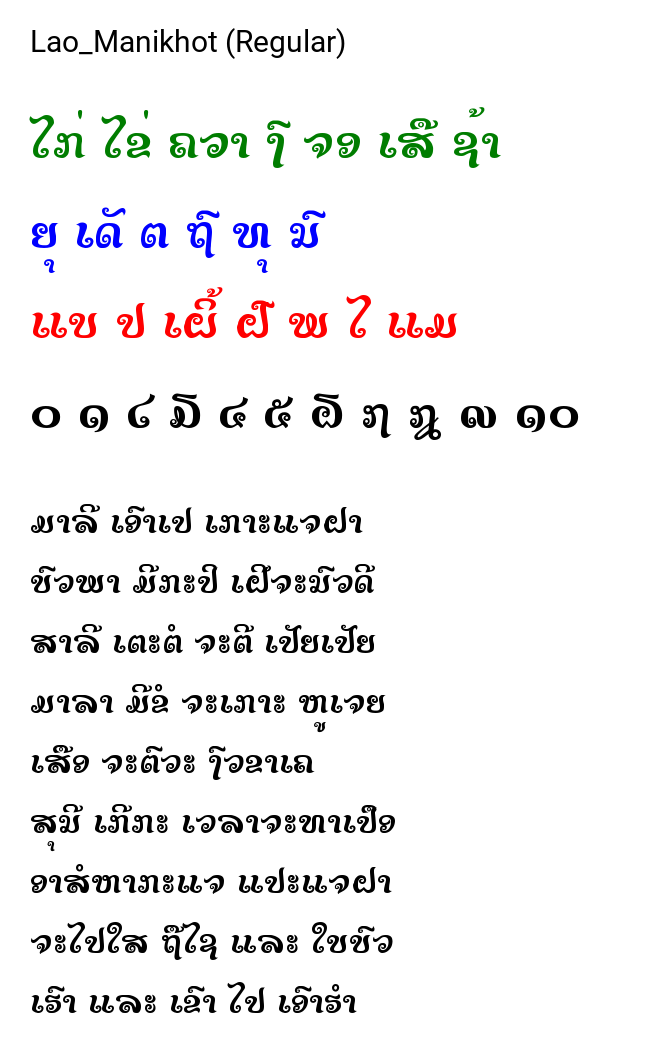 Lao_Manikhot (Regular)
ໄກ່ ໄຂ່ ຄວາ ງົ ຈອ ເສື ຊ້າ
ຍຸ ເດັ ຕ ຖົ ທຸ ນົ
ແບ ປ ເຜິ້ ຝົ ພ ໄ ແມ
໐ ໑ ໒ ໓ ໔ ໕ ໖ ໗ ໘ ໙ ໑໐
ມາລີ ເອົາເປ ເກາະແຈຝາ
ຊົວພາ ມີກະປິ ເຝີຈະນົວດີ
ສາລີ ເຕະຕໍ ຈະຕີ ເປັຍເປັຍ
ມາລາ ມີຂໍ ຈະເກາະ ຫູເຈຍ
ເສືອ ຈະຕົວະ ງົວຂາເຄ
ສຸນີ ເກີກະ ເວລາຈະທາເປືອ
ອາສໍຫາກະແຈ ແປະແຈຝາ
ຈະໄປໃສ ຖືໄຊ ແລະ ໃບບົວ
ເຮົາ ແລະ ເຂົາ ໄປ ເອົາຮໍາ